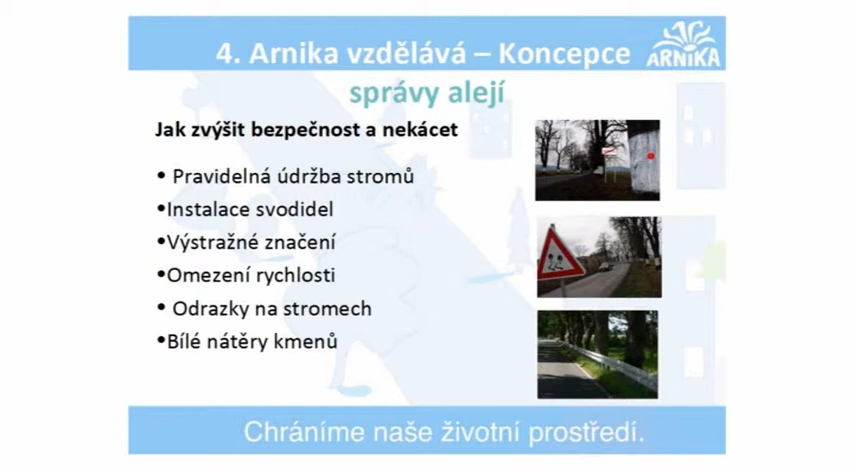 4. Arnika vzdělává – Koncepce
správy alejí
ARNIKA
Jak zvýšit bezpečnost a nekácet
• Pravidelná údržba stromů
•Instalace svodidel
•Výstražné značení
•Omezení rychlosti
• Odrazky na stromech
•Bílé nátěry kmenů
Chráníme naše životní prostředí.